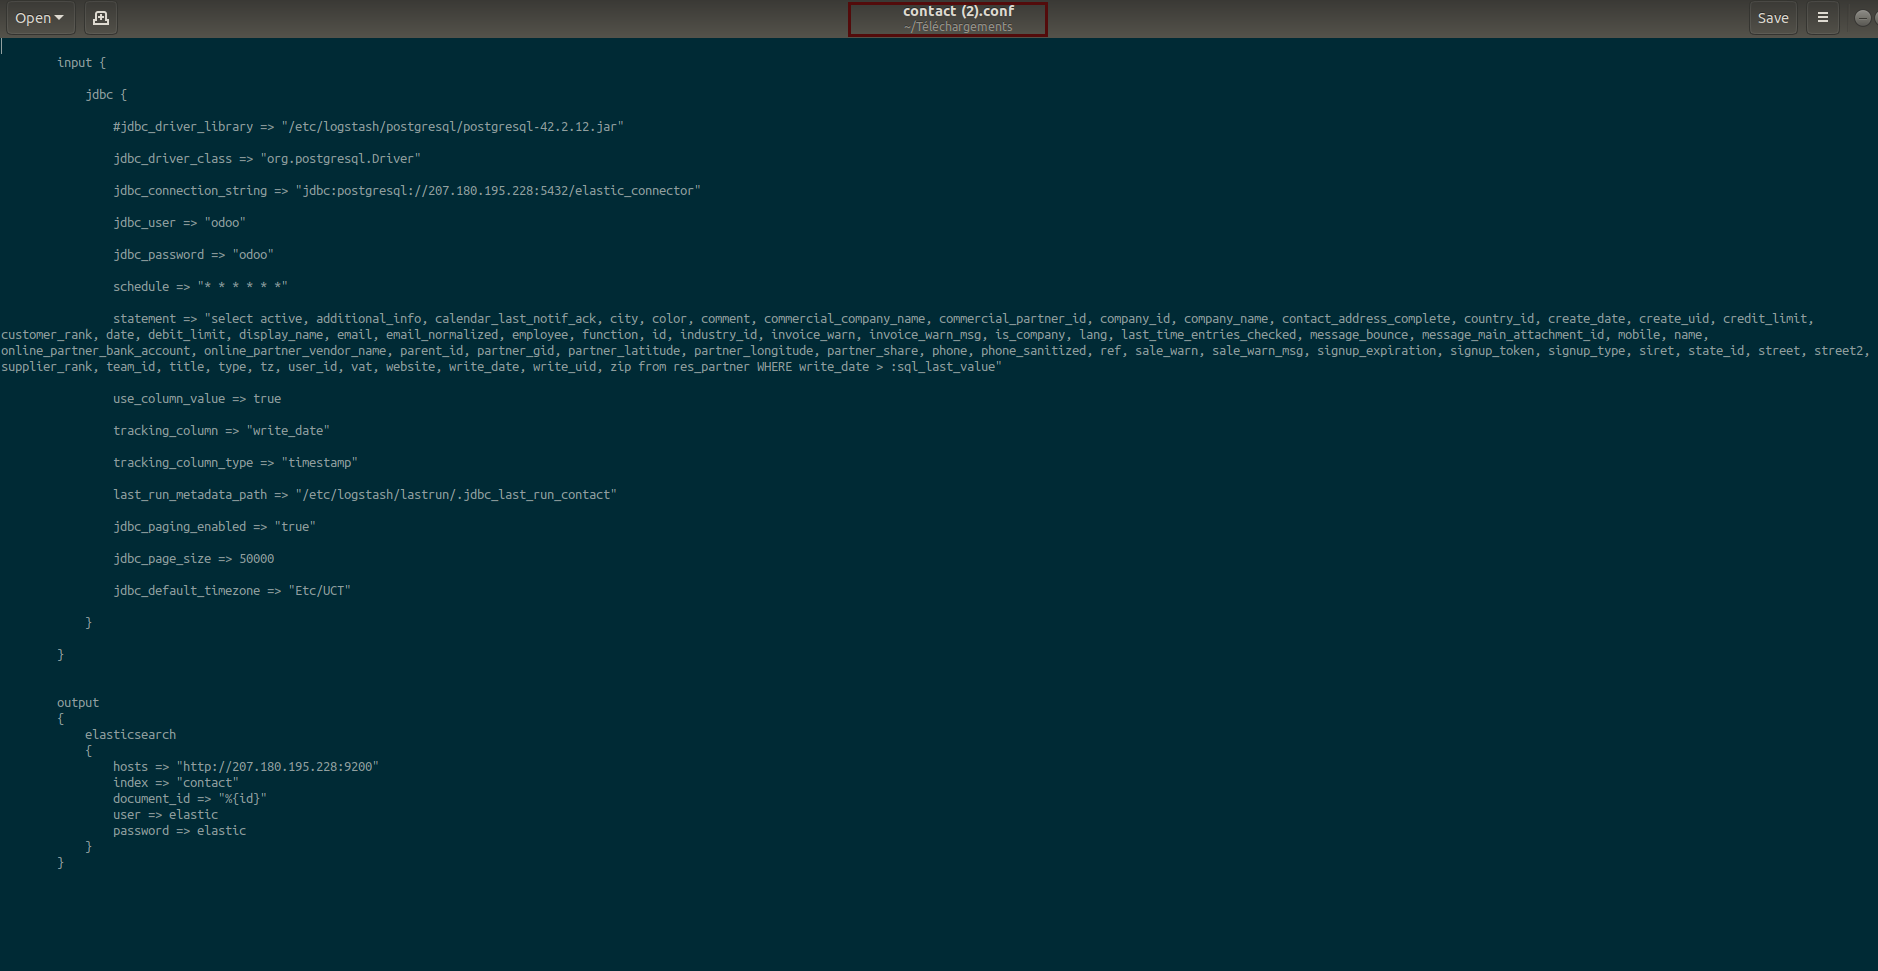 Open
contact (2).conf
~/Téléchargements
Save
input {
jdbc {
#jdbc_driver_library => "/etc/logstash/postgresql/postgresql-42.2.12.jar"
jdbc_driver_class => "org.postgresql.Driver"
jdbc_connection_string => "jdbc:postgresql://207.180.195.228:5432/elastic_connector"
jdbc_user => "odoo"
jdbc_password => "odoo"
schedule => "* * * * * *"
statement => "select active, additional_info, calendar_last_notif_ack, city, color, comment, commercial_company_name, commercial_partner_id, company_id, company_name, contact_address_complete, country_id, create_date, create_uid, credit_limit,
customer_rank, date, debit_limit, display_name, email, email_normalized, employee, function, id, industry_id, invoice_warn, invoice_warn_msg, is_company, lang, last_time_entries_checked, message_bounce, message_main_attachment_id, mobile, name,
online_partner_bank_account, online_partner_vendor_name, parent_id, partner_gid, partner_latitude, partner_longitude, partner_share, phone, phone_sanitized, ref, sale_warn, sale_warn_msg, signup_expiration, signup_token, signup_type, siret, state_id, street, street2,
supplier_rank, team_id, title, type, tz, user_id, vat, website, write_date, write_uid, zip from res_partner WHERE write_date > :sql_last_value"
use_column_value => true
tracking_column => "write_date"
tracking_column_type => "timestamp"
last_run_metadata_path => "/etc/logstash/lastrun/.jdbc_last_run_contact"
jdbc_paging_enabled => "true"
jdbc_page_size => 50000
jdbc_default_timezone => "Etc/UCT"
}
}
output
{
elasticsearch
{
hosts => "http://207.180.195.228:9200"
index => "contact"
document_id => "%{id}"
user => elastic
password => elastic
}
}